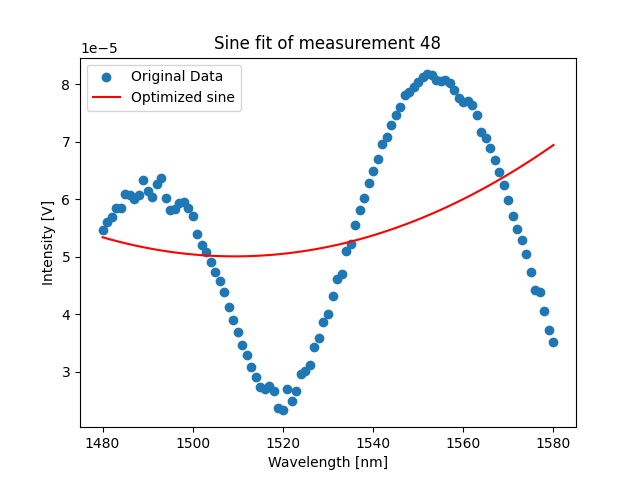 Sine fit of measurement 48
1e−5
Original Data
Optimized sine
8
7
6
5
4
3
Intensity [V]
1480 1500 1520 1540 1560 1580
Wavelength [nm]